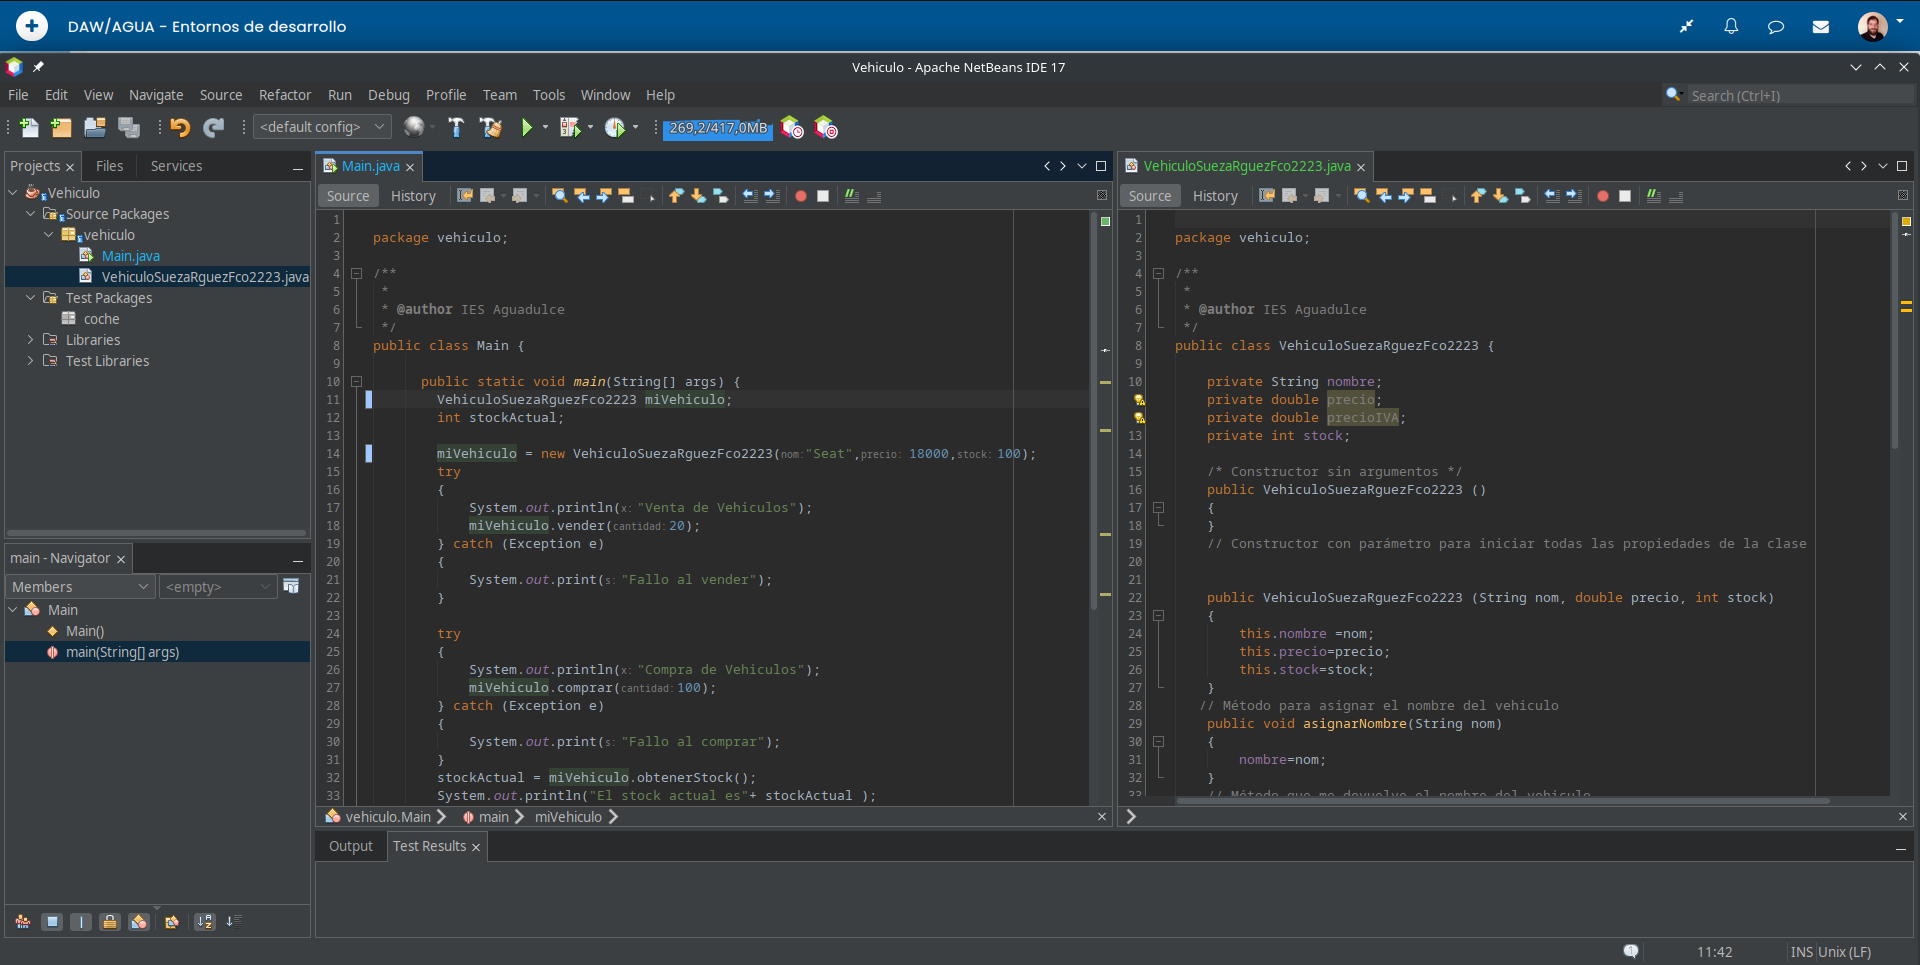 DAW/AGUA - Entornos de desarrollo
Vehiculo - Apache NetBeans IDE 17
File Edit View Navigate Source Refactor Run Debug Profile Team Tools Window Help
Search (Ctrl+I)
<default config>
269,2/417,0MB
Projects Files Services
Vehiculo
Source Packages
vehiculo
Main.java
VehiculoSuezaRguezFco2223.java
Test Packages
coche
Libraries
Test Libraries
main - Navigator
Members <empty>
Main
Main()
main(String[] args)
Main.java
Source History
1
2 package vehiculo;
3
4 /**
5 *
6 * @author IES Aguadulce
7 */
8 public class Main {
9
10 public static void main(String[] args) {
11 VehiculoSuezaRguezFco2223 miVehiculo;
12 int stockActual;
13
14 miVehiculo = new VehiculoSuezaRguezFco2223(nom: "Seat",precio: 18000,stock: 100);
15 try
16 {
17 System.out.println(x: "Venta de Vehiculos");
18 miVehiculo.vender(cantidad: 20);
19 } catch (Exception e)
20 {
21 System.out.print(s: "Fallo al vender");
22 }
23
24 try
25 {
26 System.out.println(x: "Compra de Vehiculos");
27 miVehiculo.comprar(cantidad: 100);
28 } catch (Exception e)
29 {
30 System.out.print(s: "Fallo al comprar");
31 }
32 stockActual = miVehiculo.obtenerStock();
33 System.out.println("El stock actual es"+ stockActual );
vehiculo.Main main miVehiculo
VehiculoSuezaRguezFco2223.java
Source History
1
2 package vehiculo;
3
4 /**
5 *
6 * @author IES Aguadulce
7 */
8 public class VehiculoSuezaRguezFco2223 {
9
10 private String nombre;
private double precio;
private double precioIVA;
13 private int stock;
14
15 /* Constructor sin argumentos */
16 public VehiculoSuezaRguezFco2223 ()
17 {
18 }
19 // Constructor con parámetro para iniciar todas las propiedades de la clase
20
21
22 public VehiculoSuezaRguezFco2223 (String nom, double precio, int stock)
23 {
24 this.nombre =nom;
25 this.precio=precio;
26 this.stock=stock;
27 }
28 // Método para asignar el nombre del vehiculo
29 public void asignarNombre(String nom)
30 {
31 nombre=nom;
32 }
33 // Método que me devuelve el nombre del vehiculo
Output Test Results
1
11:42 INS Unix (LF)